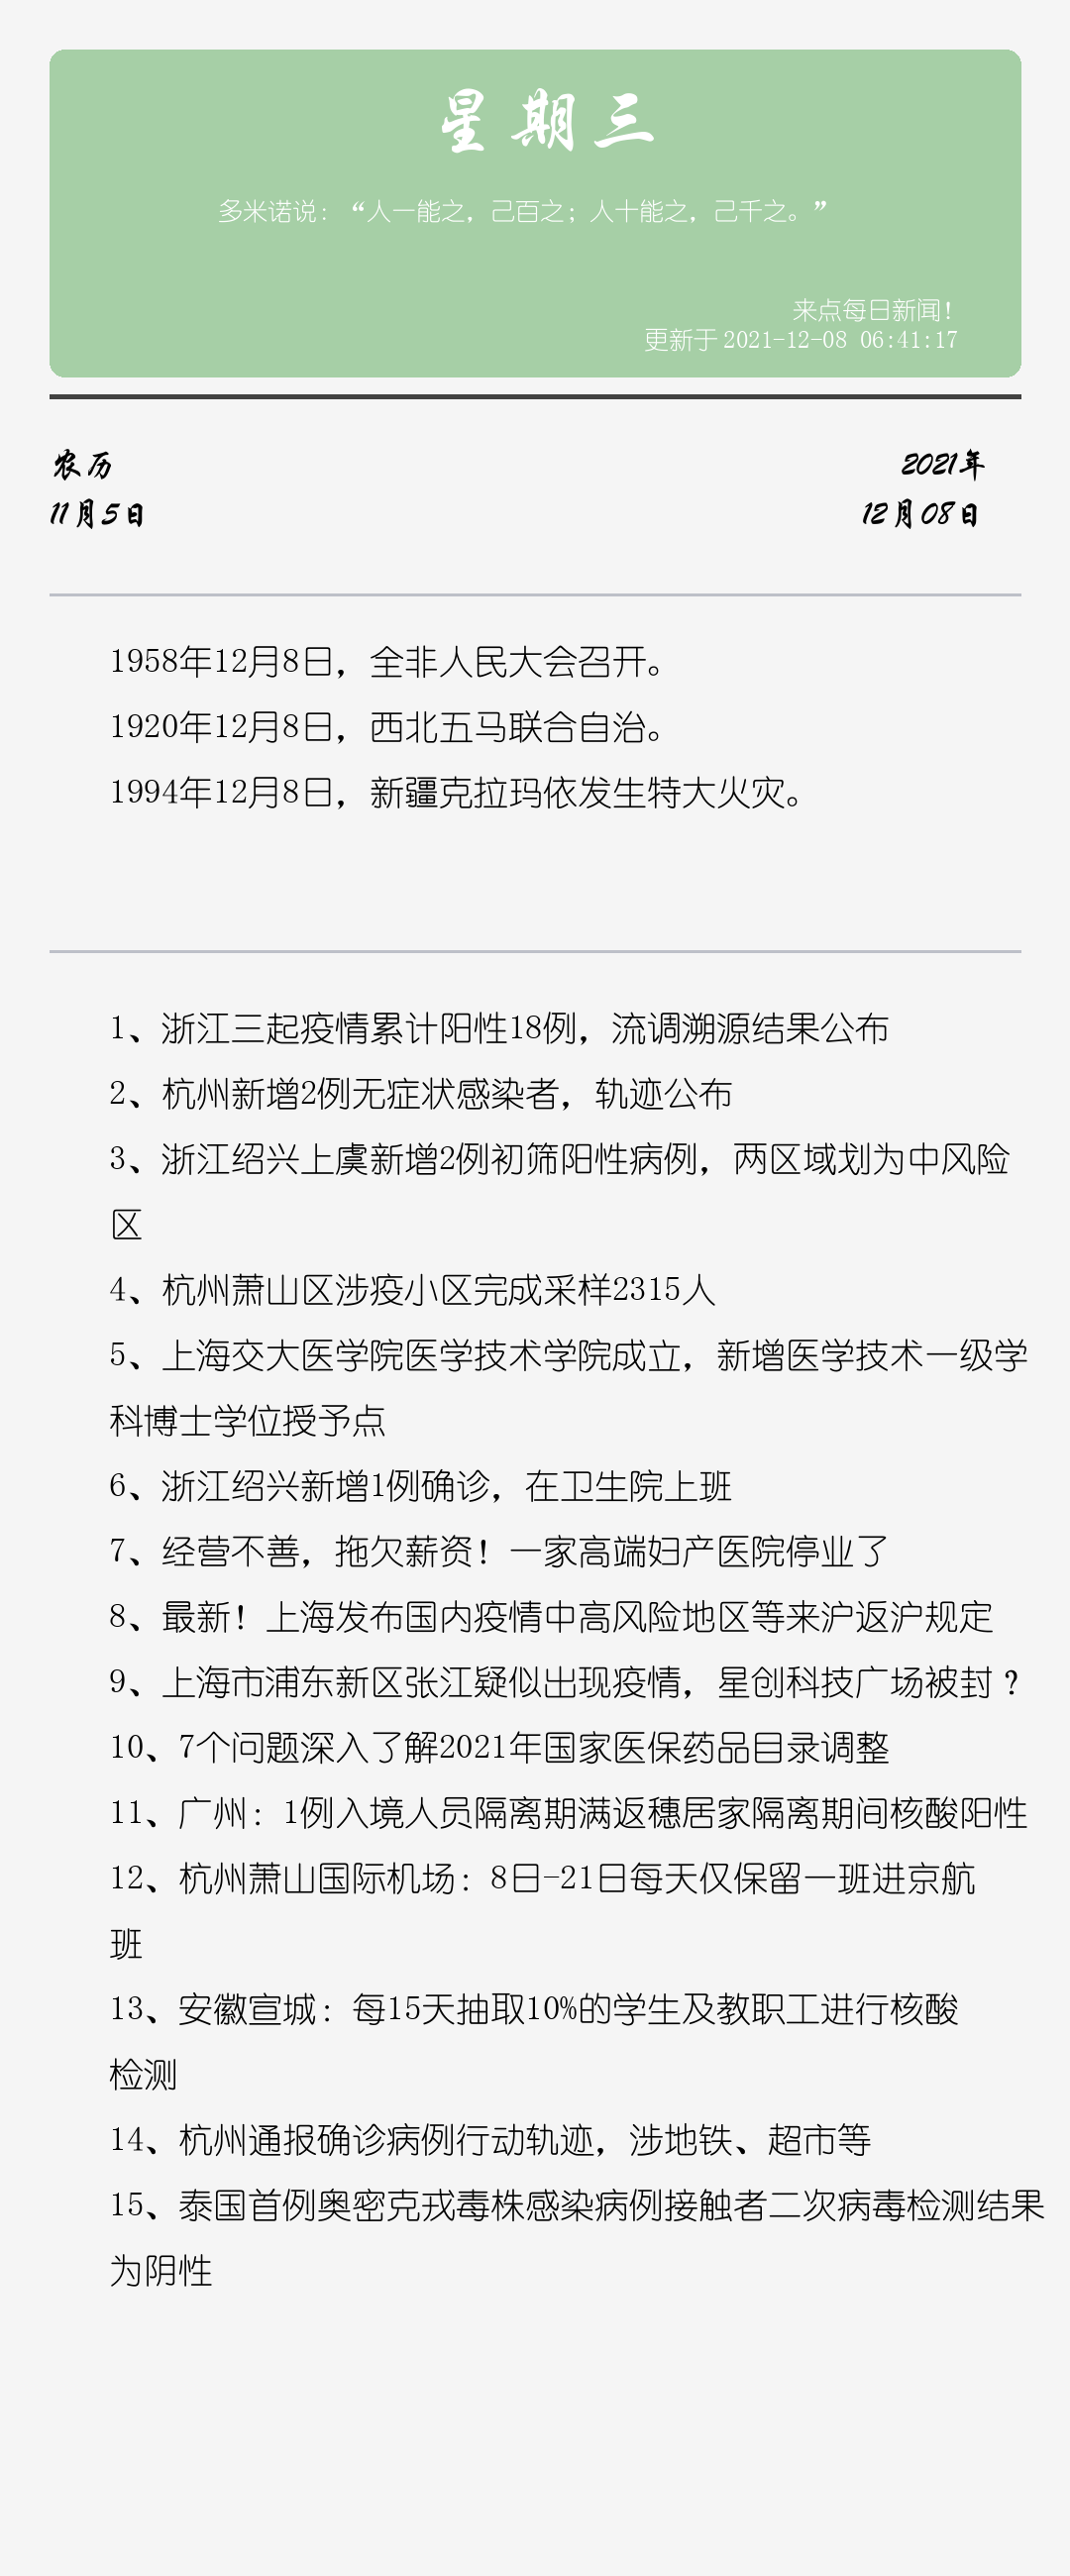 星期三
多米诺说：“人一能之，己百之；人十能之，己千之。”
来点每日新闻！
更新于 2021-12-08 06:41:17
农历
2021年
11月5日
12月08日
1958年12月8日，全非人民大会召开。
1920年12月8日，西北五马联合自治。
1994年12月8日，新疆克拉玛依发生特大火灾。
1、浙江三起疫情累计阳性18例，流调溯源结果公布
2、杭州新增2例无症状感染者，轨迹公布
3、浙江绍兴上虞新增2例初筛阳性病例，两区域划为中风险
区
4、杭州萧山区涉疫小区完成采样2315人
5、上海交大医学院医学技术学院成立，新增医学技术一级学
科博士学位授予点
6、浙江绍兴新增1例确诊，在卫生院上班
7、经营不善，拖欠薪资！一家高端妇产医院停业了
8、最新！上海发布国内疫情中高风险地区等来沪返沪规定
9、上海市浦东新区张江疑似出现疫情，星创科技广场被封？
10、7个问题深入了解2021年国家医保药品目录调整
11、广州：1例入境人员隔离期满返穗居家隔离期间核酸阳性
12、杭州萧山国际机场：8日-21日每天仅保留一班进京航
班
13、安徽宣城：每15天抽取10%的学生及教职工进行核酸
检测
14、杭州通报确诊病例行动轨迹，涉地铁、超市等
15、泰国首例奥密克戎毒株感染病例接触者二次病毒检测结果
为阴性